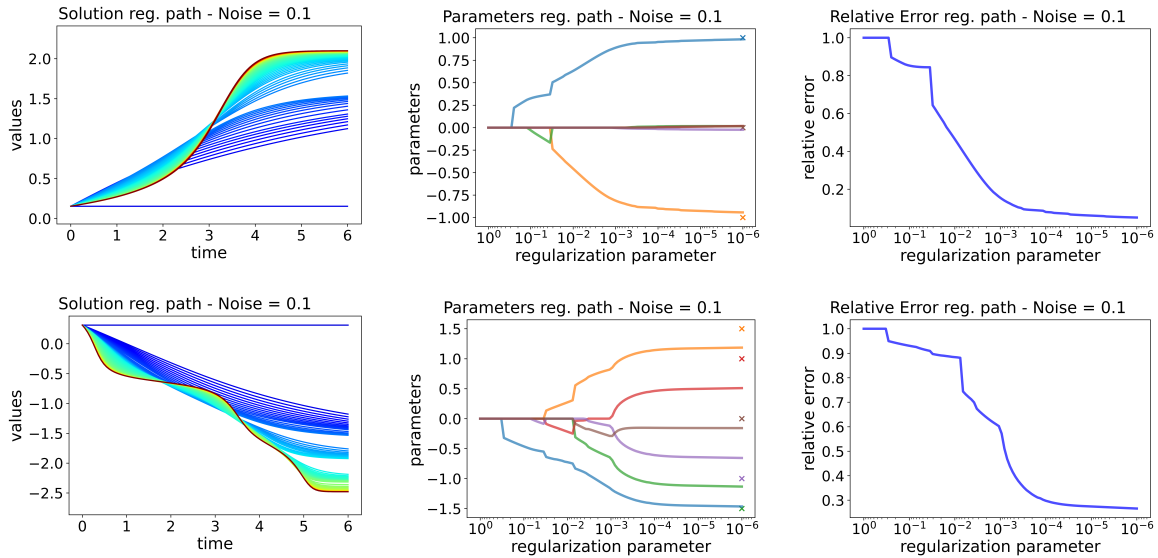 Solution reg. path - Noise = 0.1
values
2.0
1.5
1.0
0.5
0.0
0 1 2 3 4 5 6
time
Parameters reg. path - Noise = 0.1
parameters
1.00
0.75
0.50
0.25
0.00
−0.25
−0.50
−0.75
−1.00
10⁰ 10⁻¹ 10⁻² 10⁻³ 10⁻⁴ 10⁻⁵ 10⁻⁶
regularization parameter
Relative Error reg. path - Noise = 0.1
relative error
1.0
0.8
0.6
0.4
0.2
10⁰ 10⁻¹ 10⁻² 10⁻³ 10⁻⁴ 10⁻⁵ 10⁻⁶
regularization parameter
Solution reg. path - Noise = 0.1
values
0.0
−0.5
−1.0
−1.5
−2.0
−2.5
0 1 2 3 4 5 6
time
Parameters reg. path - Noise = 0.1
parameters
1.5
1.0
0.5
0.0
−0.5
−1.0
−1.5
10⁰ 10⁻¹ 10⁻² 10⁻³ 10⁻⁴ 10⁻⁵ 10⁻⁶
regularization parameter
Relative Error reg. path - Noise = 0.1
relative error
1.0
0.9
0.8
0.7
0.6
0.5
0.4
0.3
10⁰ 10⁻¹ 10⁻² 10⁻³ 10⁻⁴ 10⁻⁵ 10⁻⁶
regularization parameter